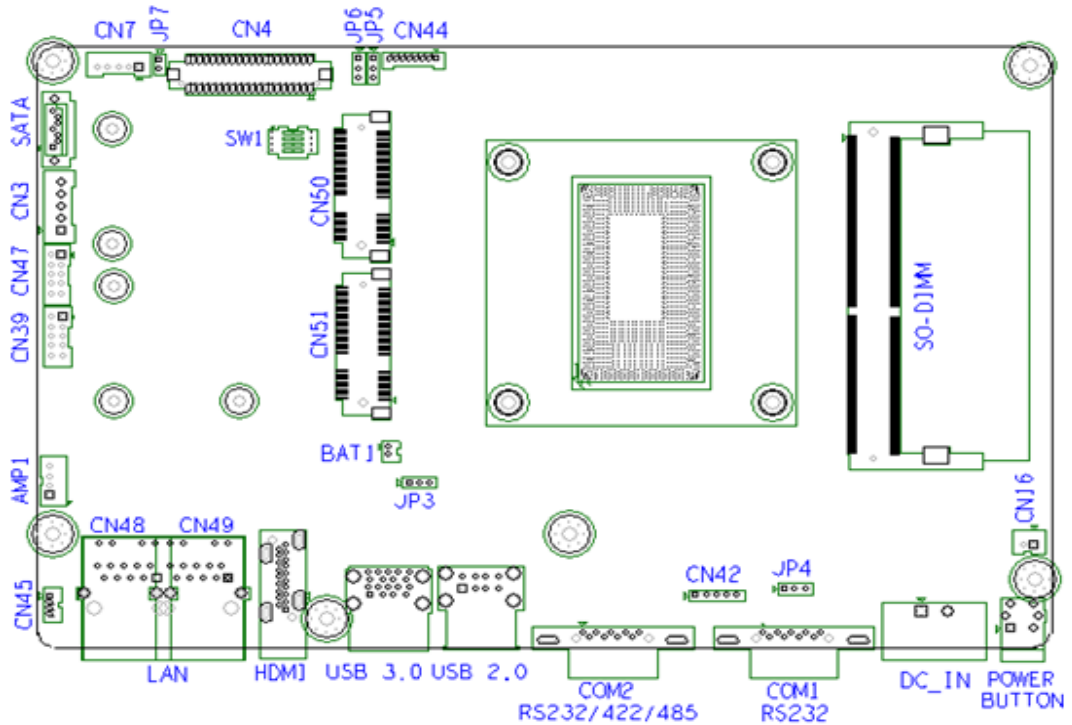 CN7
JP7
CN4
JP6
JP5
CN44
SATA
SW1
CN3
CN50
CN47
CN51
CN39
SO-DIMM
BAT1
AMP1
JP3
CN16
CN48
CN49
CN42
JP4
CN45
LAN
HDMI
USB 3.0
USB 2.0
COM2
RS232/422/485
COM1
RS232
DC_IN
POWER
BUTTON